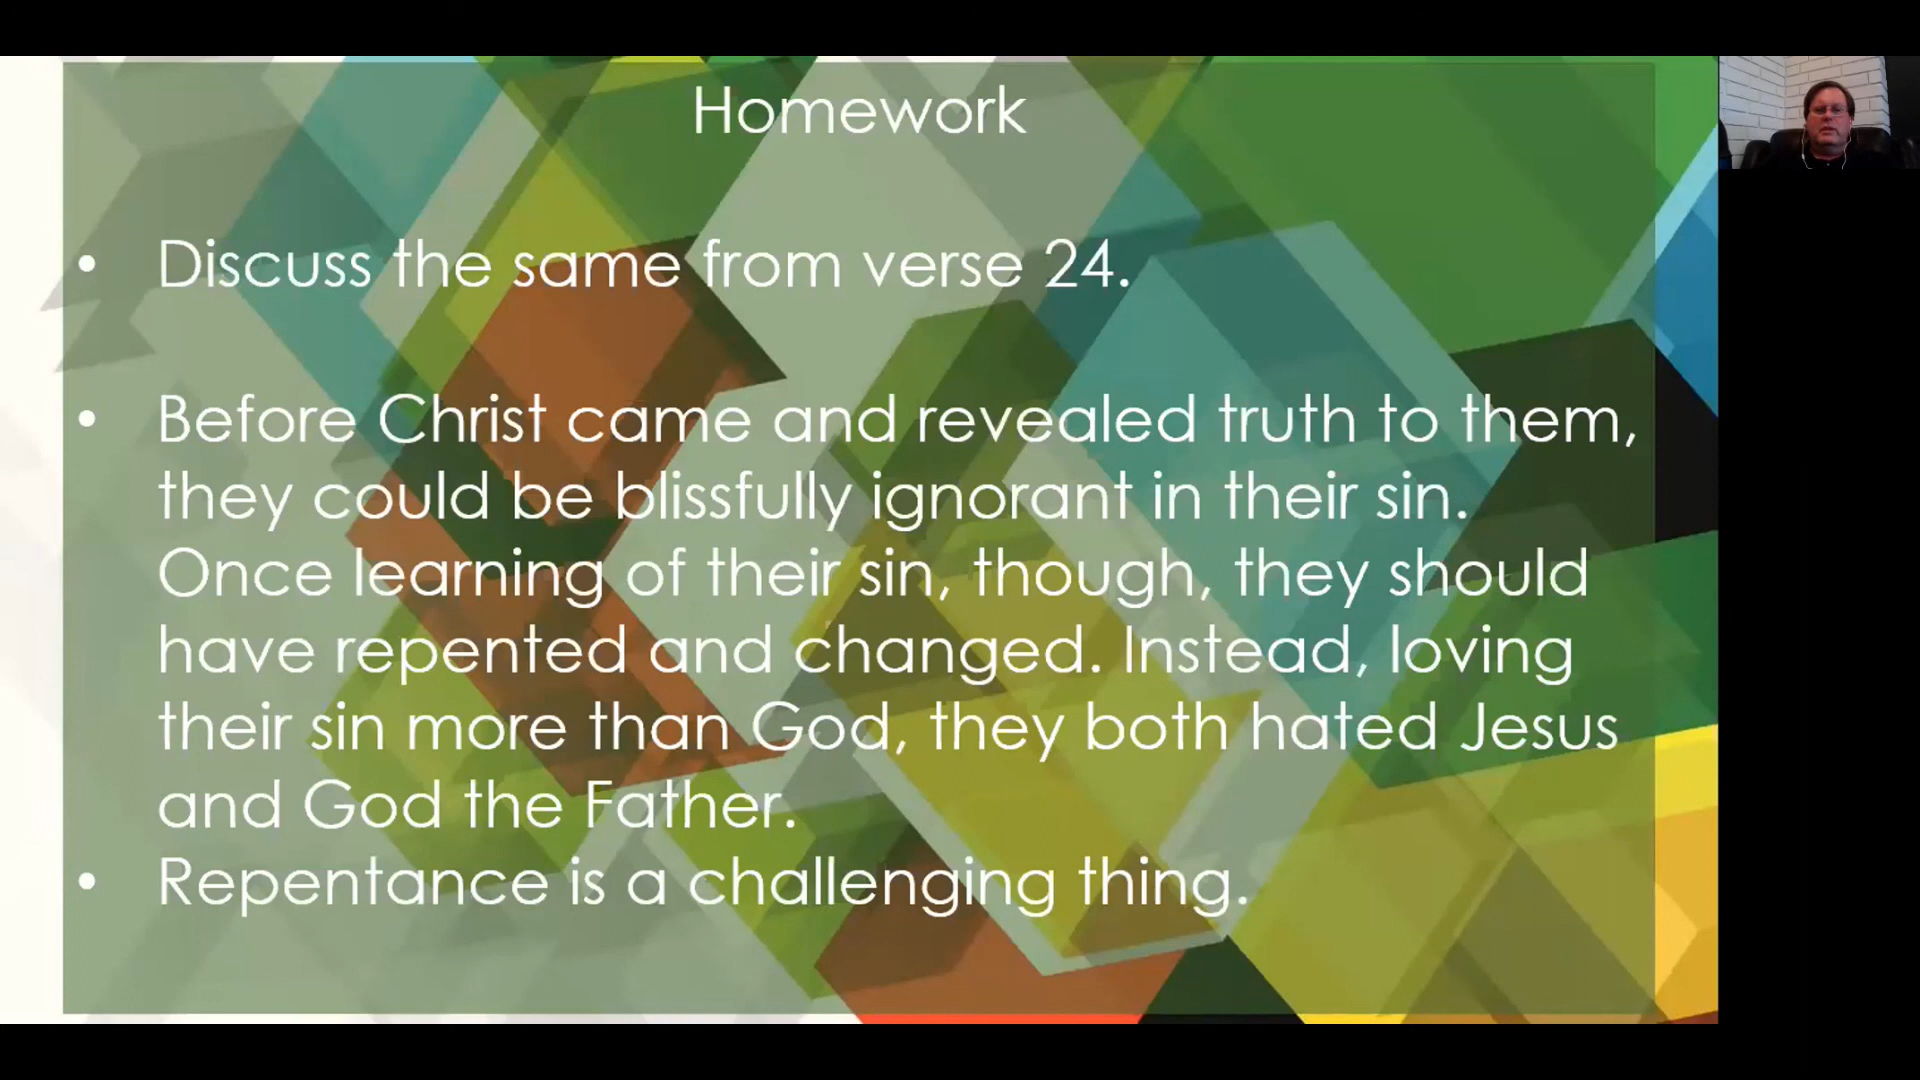 Homework
• Discuss the same from verse 24.
• Before Christ came and revealed truth to them,
they could be blissfully ignorant in their sin.
Once learning of their sin, though, they should
have repented and changed. Instead, loving
their sin more than God, they both hated Jesus
and God the Father.
• Repentance is a challenging thing.